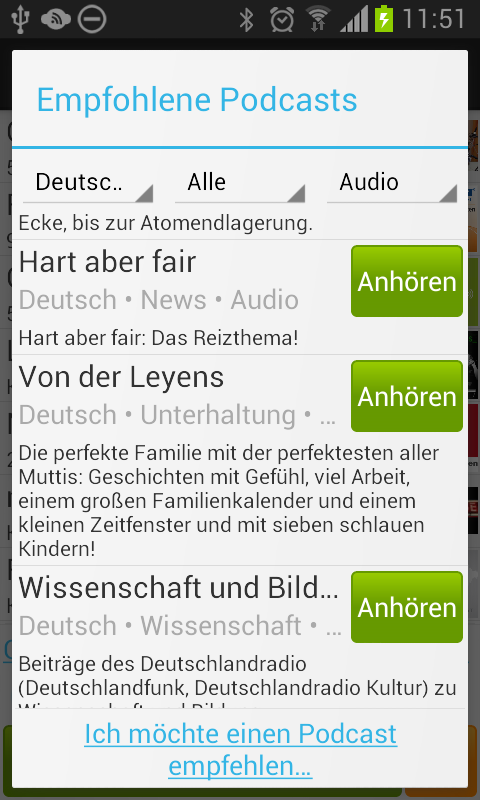 11:51
Empfohlene Podcasts
Deutsc..
Alle
Audio
Ecke, bis zur Atomendlagerung.
Hart aber fair
Anhören
Deutsch • News • Audio
Hart aber fair: Das Reizthema!
Von der Leyens
Anhören
Deutsch • Unterhaltung • ...
Die perfekte Familie mit der perfektesten aller
Muttis: Geschichten mit Gefühl, viel Arbeit,
einem großen Familienkalender und einem
kleinen Zeitfenster und mit sieben schlauen
Kindern!
Wissenschaft und Bild...
Anhören
Deutsch • Wissenschaft • ...
Beiträge des Deutschlandradio
(Deutschlandfunk, Deutschlandradio Kultur) zu
Ich möchte einen Podcast
empfehlen...